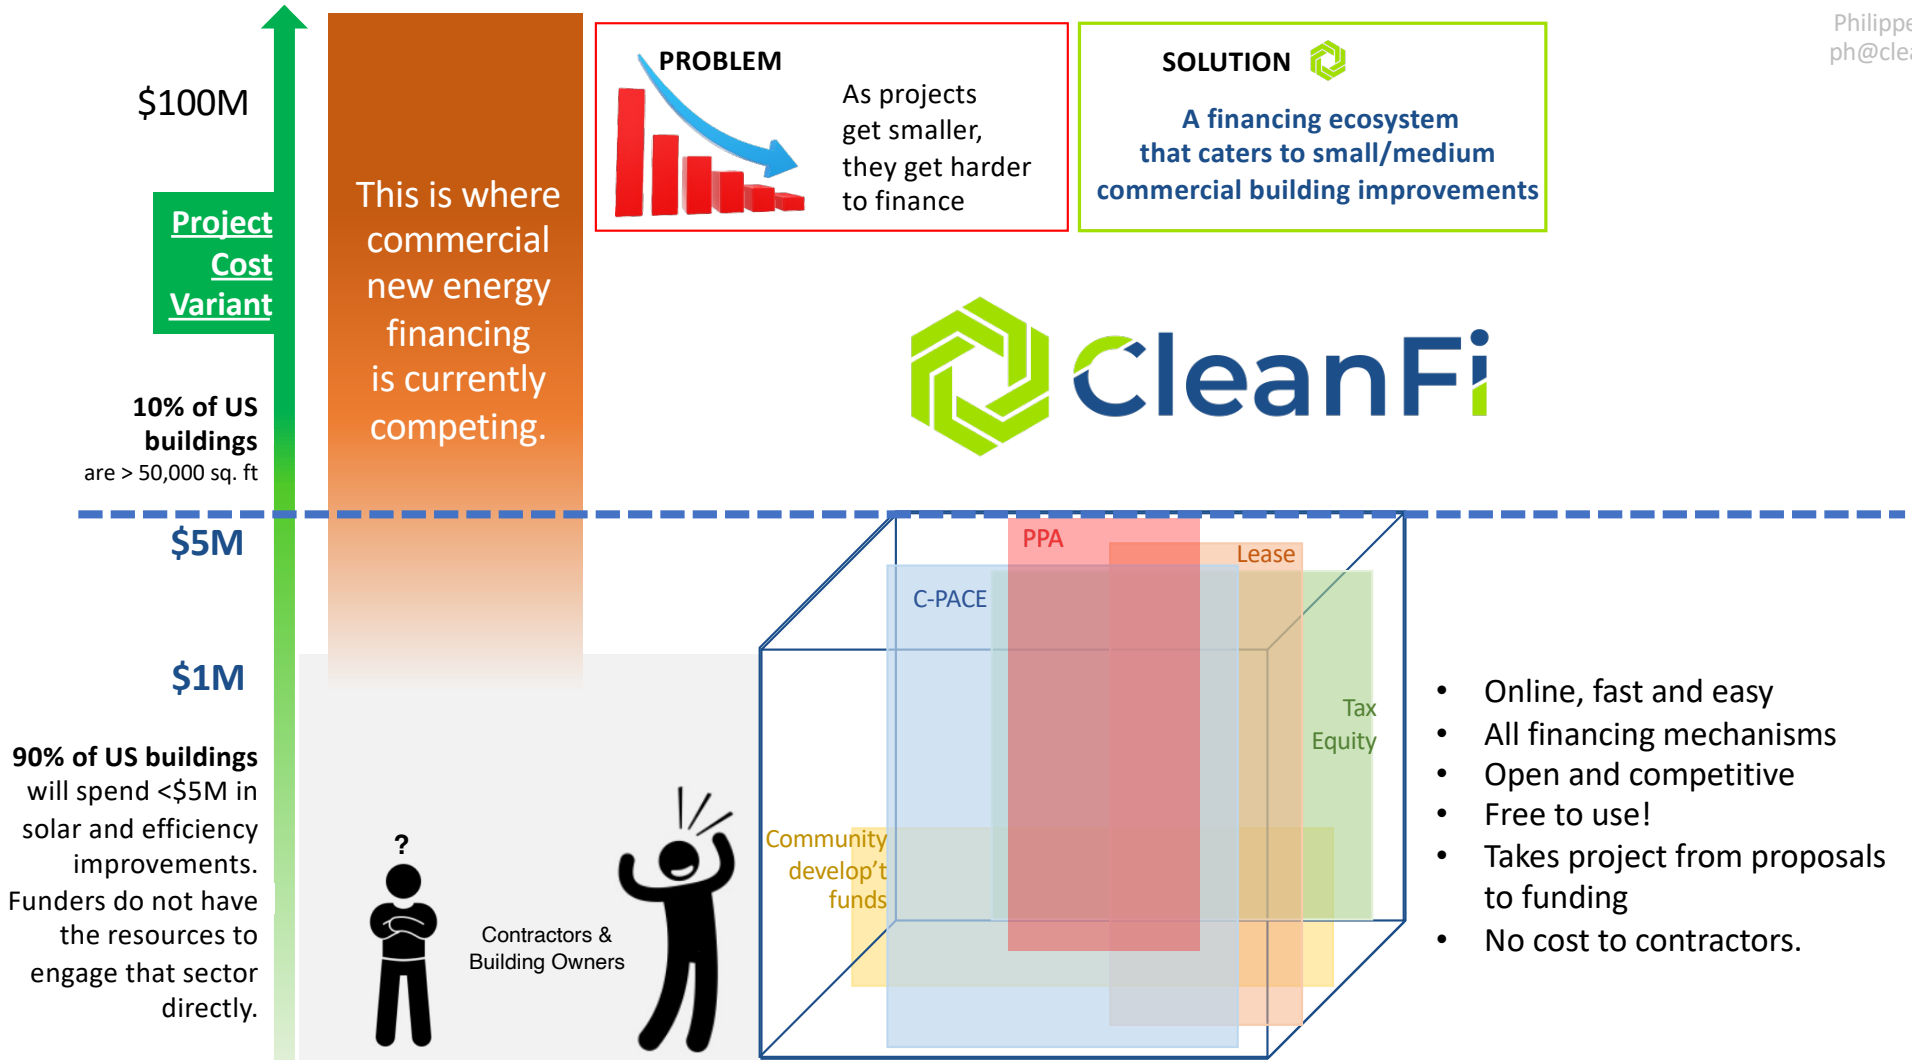 Philippe
ph@clea
$100M
Project
Cost
Variant
10% of US
buildings
are > 50,000 sq. ft
$5M
$1M
90% of US buildings
will spend <$5M in
solar and efficiency
improvements.
Funders do not have
the resources to
engage that sector
directly.
This is where
commercial
new energy
financing
is currently
competing.
PROBLEM
As projects
get smaller,
they get harder
to finance
SOLUTION
A financing ecosystem
that caters to small/medium
commercial building improvements
CleanFi
?
Contractors &
Building Owners
PPA
Lease
C-PACE
Tax
Equity
Community
develop't
funds
• Online, fast and easy
• All financing mechanisms
• Open and competitive
• Free to use!
• Takes project from proposals
to funding
• No cost to contractors.